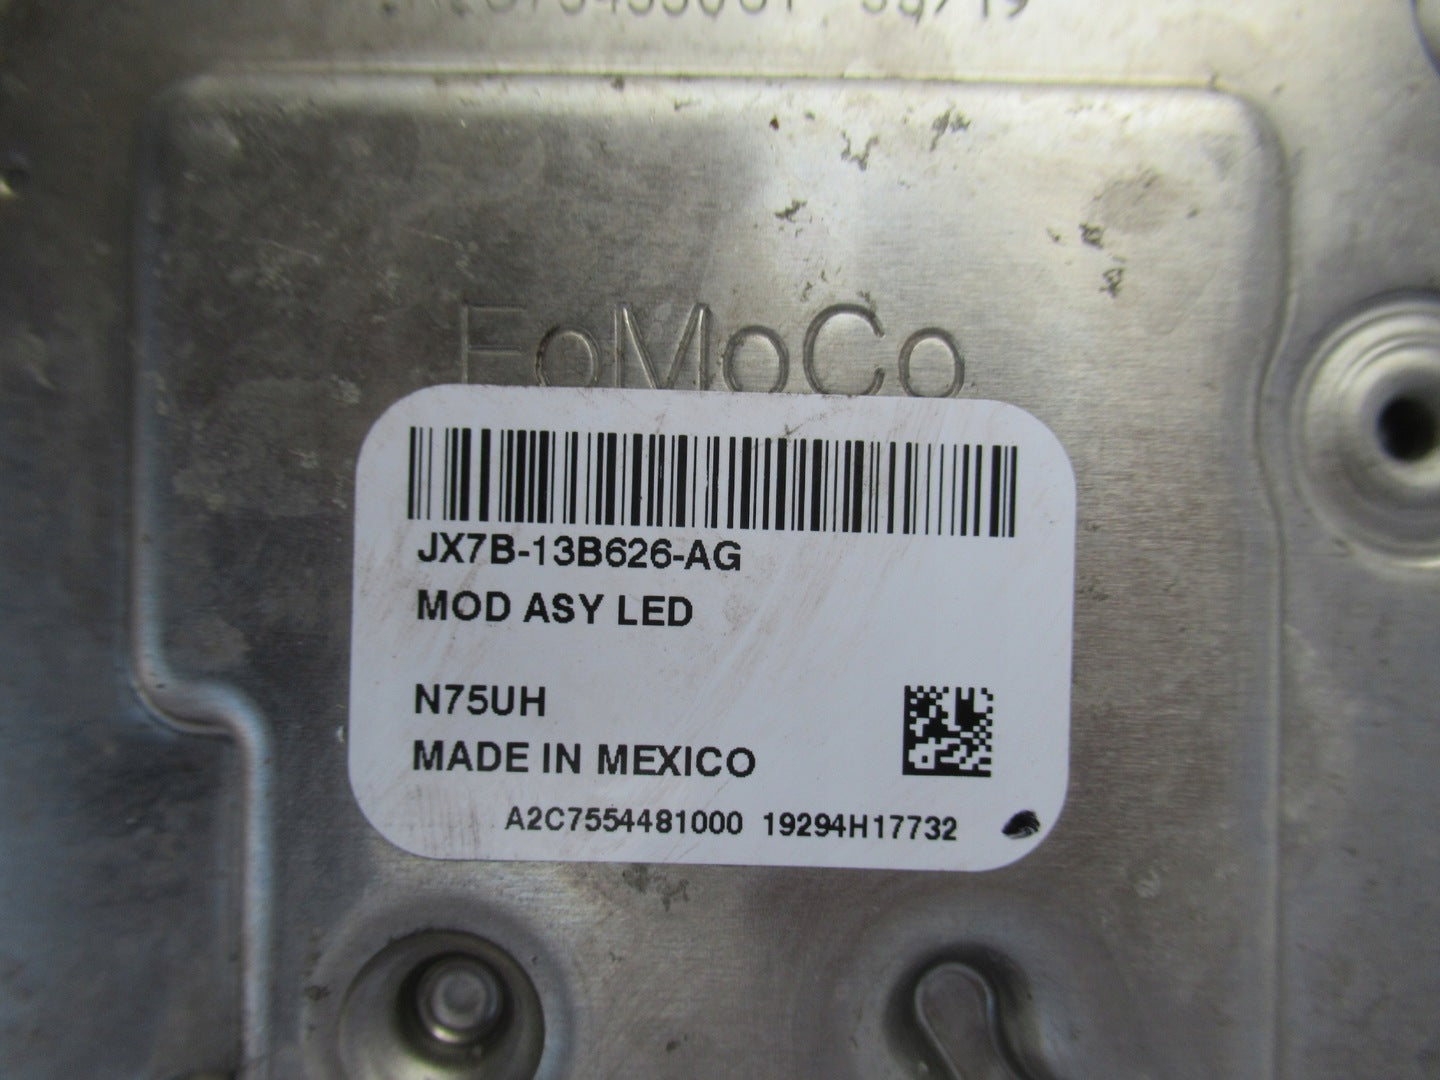 FoMoCo
JX7B-13B626-AG
MOD ASY LED
N75UH
MADE IN MEXICO
A2C7554481000 19294H17732